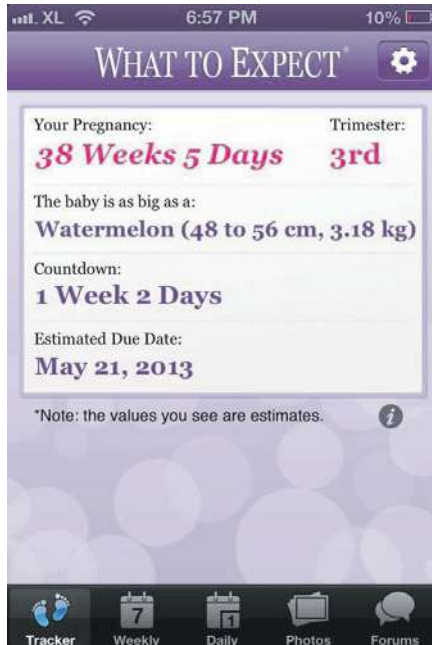 XL 6:57 PM 10%
WHAT TO EXPECT®
Your Pregnancy: Trimester:
38 Weeks 5 Days 3rd
The baby is as big as a:
Watermelon (48 to 56 cm, 3.18 kg)
Countdown:
1 Week 2 Days
Estimated Due Date:
May 21, 2013
*Note: the values you see are estimates. i
7 1
Tracker Weekly Daily Photos Forums